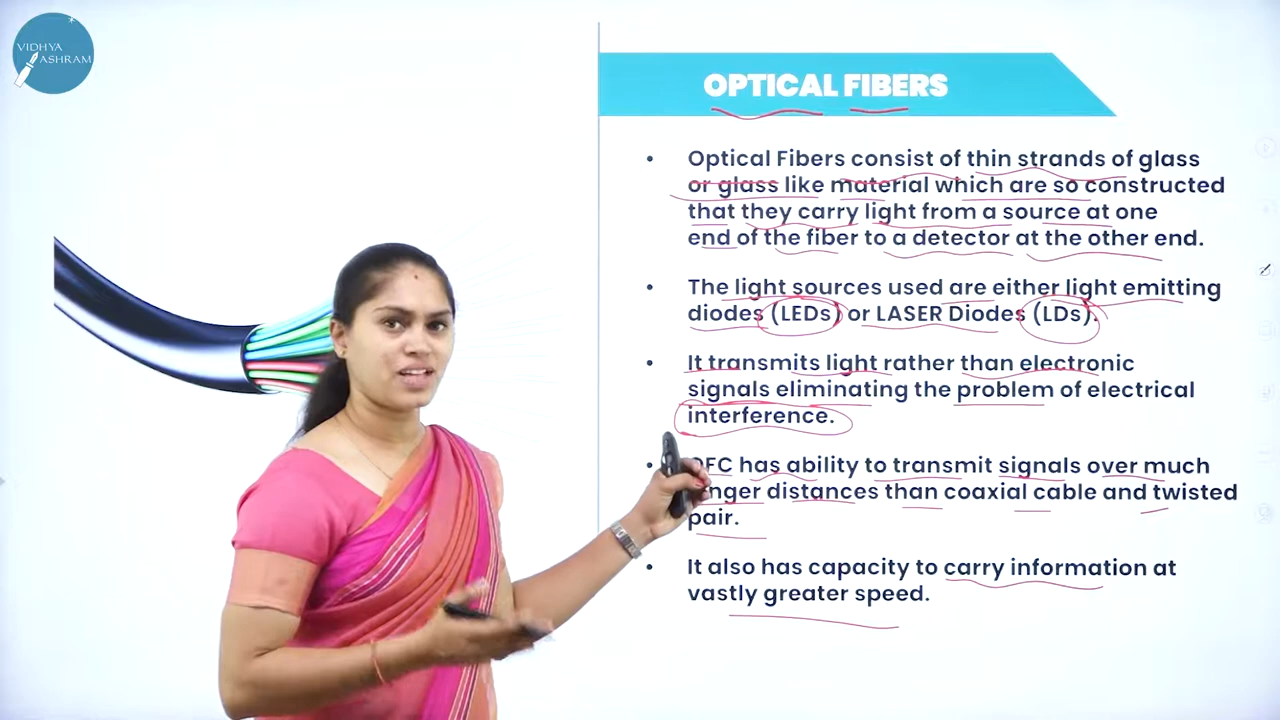 VIDHYA
ASHRAM
OPTICAL FIBERS
• Optical Fibers consist of thin strands of glass
or glass like material which are so constructed
that they carry light from a source at one
end of the fiber to a detector at the other end.
• The light sources used are either light emitting
diodes (LEDs) or LASER Diodes (LDs).
• It transmits light rather than electronic
signals eliminating the problem of electrical
interference.
• OFC has ability to transmit signals over much
longer distances than coaxial cable and twisted
pair.
• It also has capacity to carry information at
vastly greater speed.